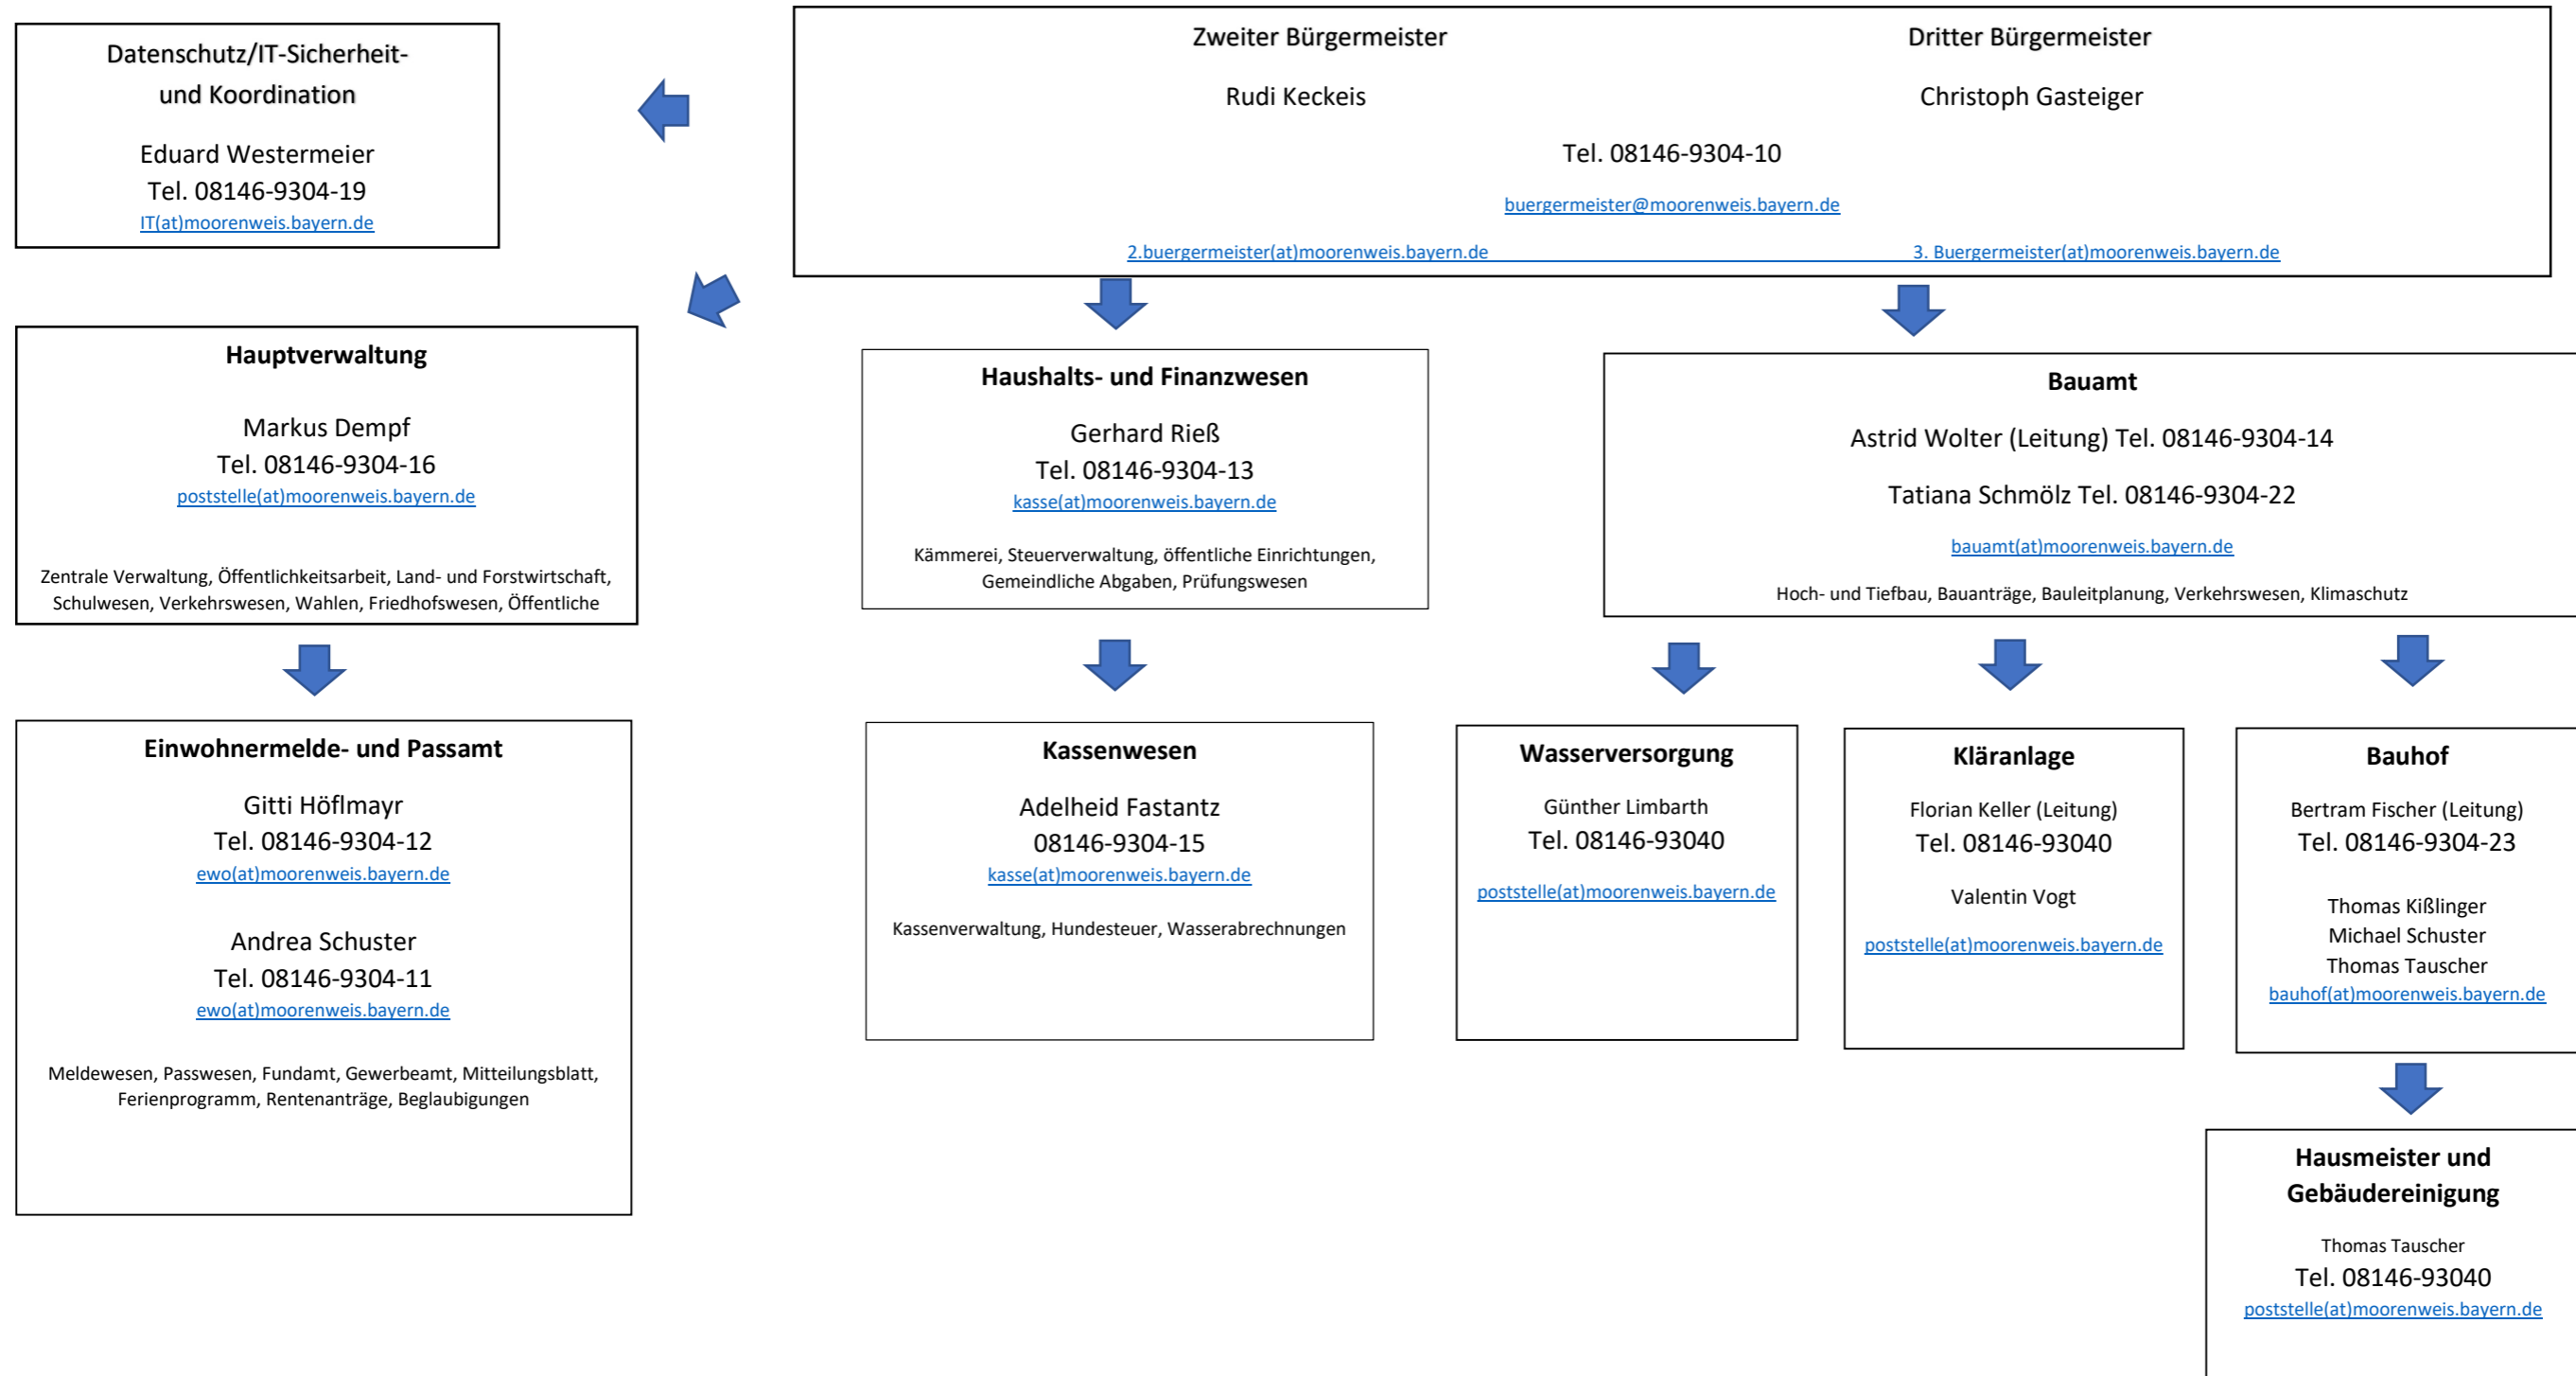 Datenschutz/IT-Sicherheit-
und Koordination
Eduard Westermeier
Tel. 08146-9304-19
IT(at)moorenweis.bayern.de
Zweiter Bürgermeister Dritter Bürgermeister
Rudi Keckeis Christoph Gasteiger
Tel. 08146-9304-10
buergermeister@moorenweis.bayern.de
2.buergermeister(at)moorenweis.bayern.de 3. Buergermeister(at)moorenweis.bayern.de
Hauptverwaltung
Markus Dempf
Tel. 08146-9304-16
poststelle(at)moorenweis.bayern.de
Zentrale Verwaltung, Öffentlichkeitsarbeit, Land- und Forstwirtschaft,
Schulwesen, Verkehrswesen, Wahlen, Friedhofswesen, Öffentliche
Haushalts- und Finanzwesen
Gerhard Rieß
Tel. 08146-9304-13
kasse(at)moorenweis.bayern.de
Kämmerei, Steuerverwaltung, öffentliche Einrichtungen,
Gemeindliche Abgaben, Prüfungswesen
Bauamt
Astrid Wolter (Leitung) Tel. 08146-9304-14
Tatiana Schmölz Tel. 08146-9304-22
bauamt(at)moorenweis.bayern.de
Hoch- und Tiefbau, Bauanträge, Bauleitplanung, Verkehrswesen, Klimaschutz
Einwohnermelde- und Passamt
Gitti Höflmayr
Tel. 08146-9304-12
ewo(at)moorenweis.bayern.de
Andrea Schuster
Tel. 08146-9304-11
ewo(at)moorenweis.bayern.de
Meldewesen, Passwesen, Fundamt, Gewerbeamt, Mitteilungsblatt,
Ferienprogramm, Rentenanträge, Beglaubigungen
Kassenwesen
Adelheid Fastantz
08146-9304-15
kasse(at)moorenweis.bayern.de
Kassenverwaltung, Hundesteuer, Wasserabrechnungen
Wasserversorgung
Günther Limbarth
Tel. 08146-93040
poststelle(at)moorenweis.bayern.de
Kläranlage
Florian Keller (Leitung)
Tel. 08146-93040
Valentin Vogt
poststelle(at)moorenweis.bayern.de
Bauhof
Bertram Fischer (Leitung)
Tel. 08146-9304-23
Thomas Kißlinger
Michael Schuster
Thomas Tauscher
bauhof(at)moorenweis.bayern.de
Hausmeister und
Gebäudereinigung
Thomas Tauscher
Tel. 08146-93040
poststelle(at)moorenweis.bayern.de